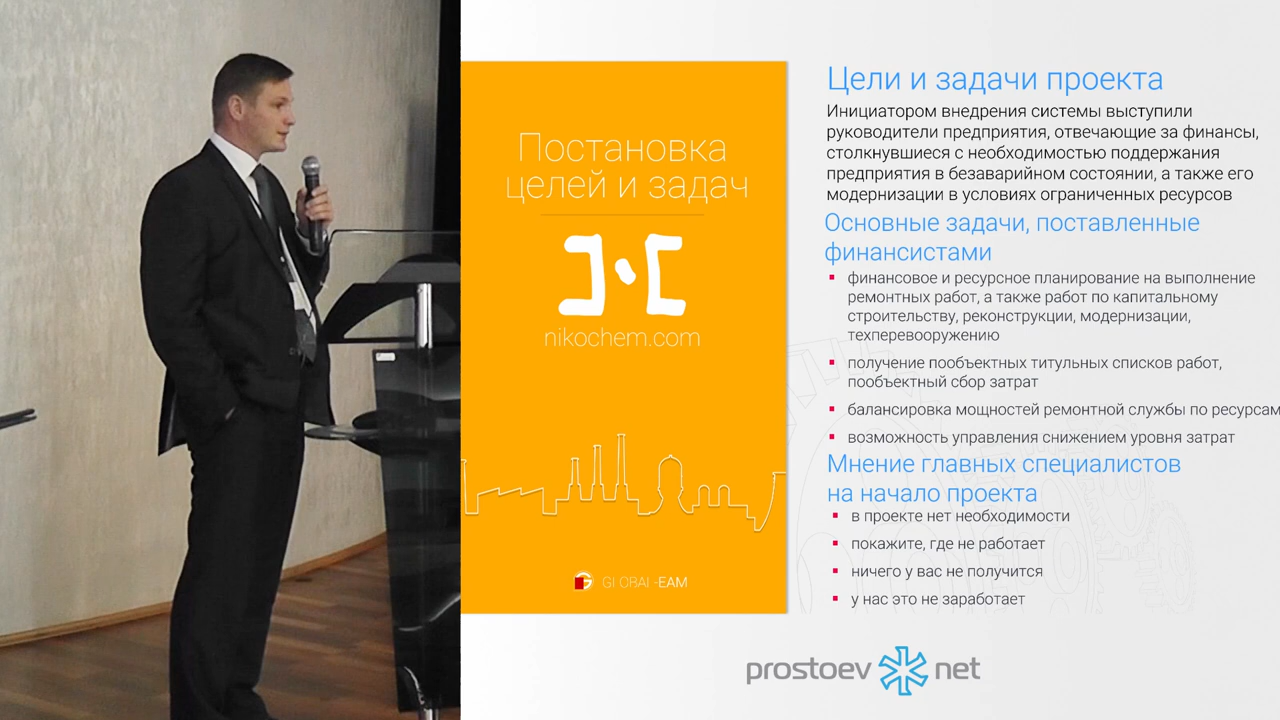 Постановка
целей и задач
nikochem.com
GLOBAL-EAM
Цели и задачи проекта
Инициатором внедрения системы выступили
руководители предприятия, отвечающие за финансы,
столкнувшиеся с необходимостью поддержания
предприятия в безаварийном состоянии, а также его
модернизации в условиях ограниченных ресурсов
Основные задачи, поставленные
финансистами
финансовое и ресурсное планирование на выполнение
ремонтных работ, а также работ по капитальному
строительству, реконструкции, модернизации,
техперевооружению
получение пообъектных титульных списков работ,
пообъектный сбор затрат
балансировка мощностей ремонтной службы по ресурсам
возможность управления снижением уровня затрат
Мнение главных специалистов
на начало проекта
в проекте нет необходимости
покажите, где не работает
ничего у вас не получится
у нас это не заработает
prostoev net